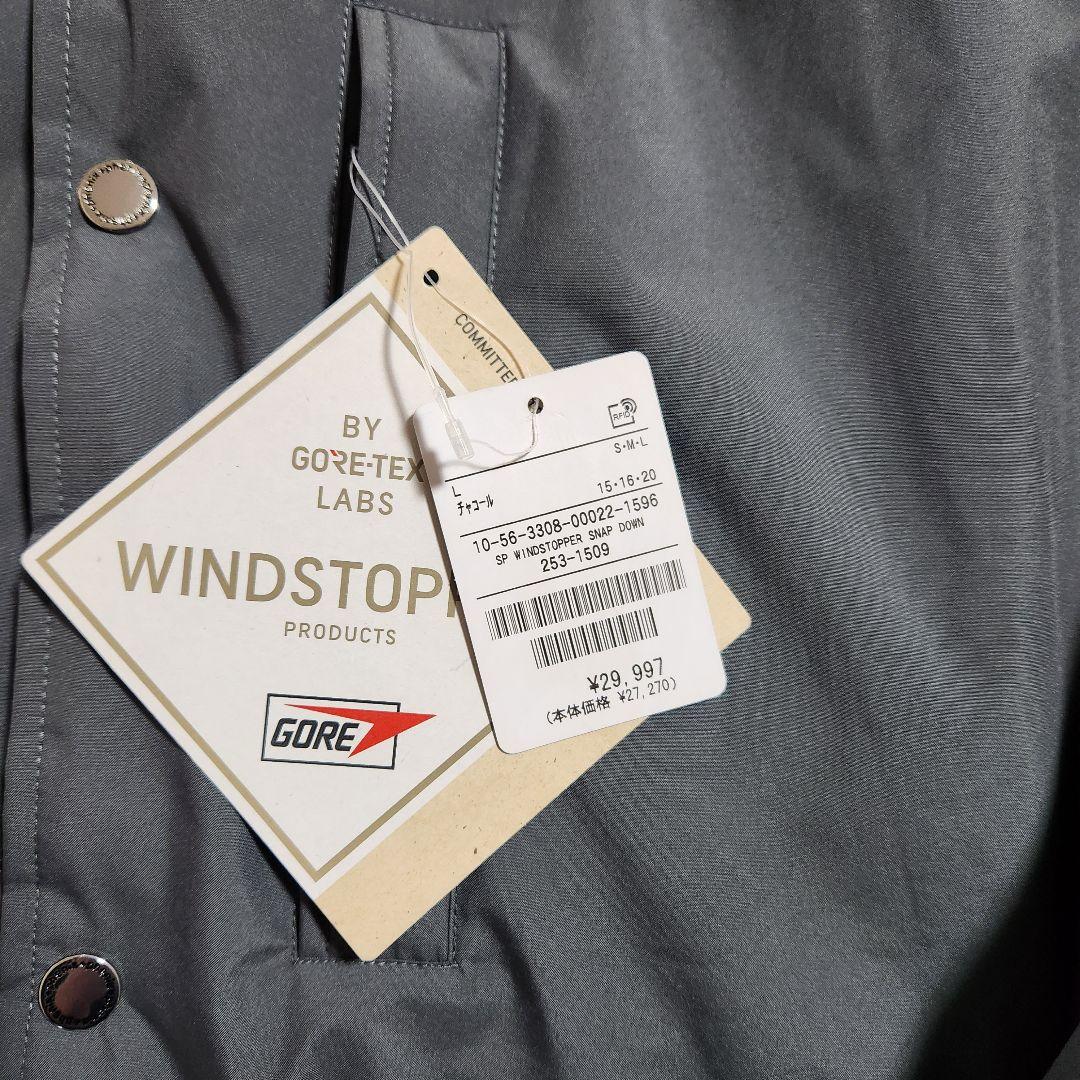 COMMITTED
BY
GORE-TEX
LABS
WINDSTOPP
PRODUCTS
GORE
RFID
S・M・L
L
チャコール
15・16・20
10-56-3308-00022-1596
SP WINDSTOPPER SNAP DOWN
253-1509
¥29,997
(本体価格 ¥27,270)